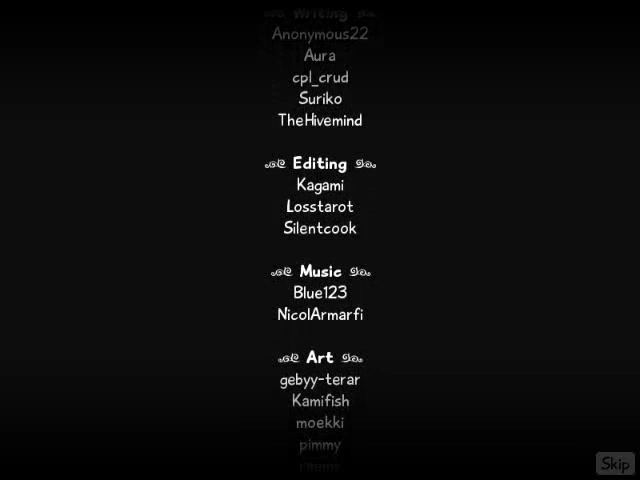 Writing
Anonymous22
Aura
cpl_crud
Suriko
TheHivemind
Editing
Kagami
Losstarot
Silentcook
Music
Blue123
NicolArmarfi
Art
gebyy-terar
Kamifish
moekki
pimmy
Skip